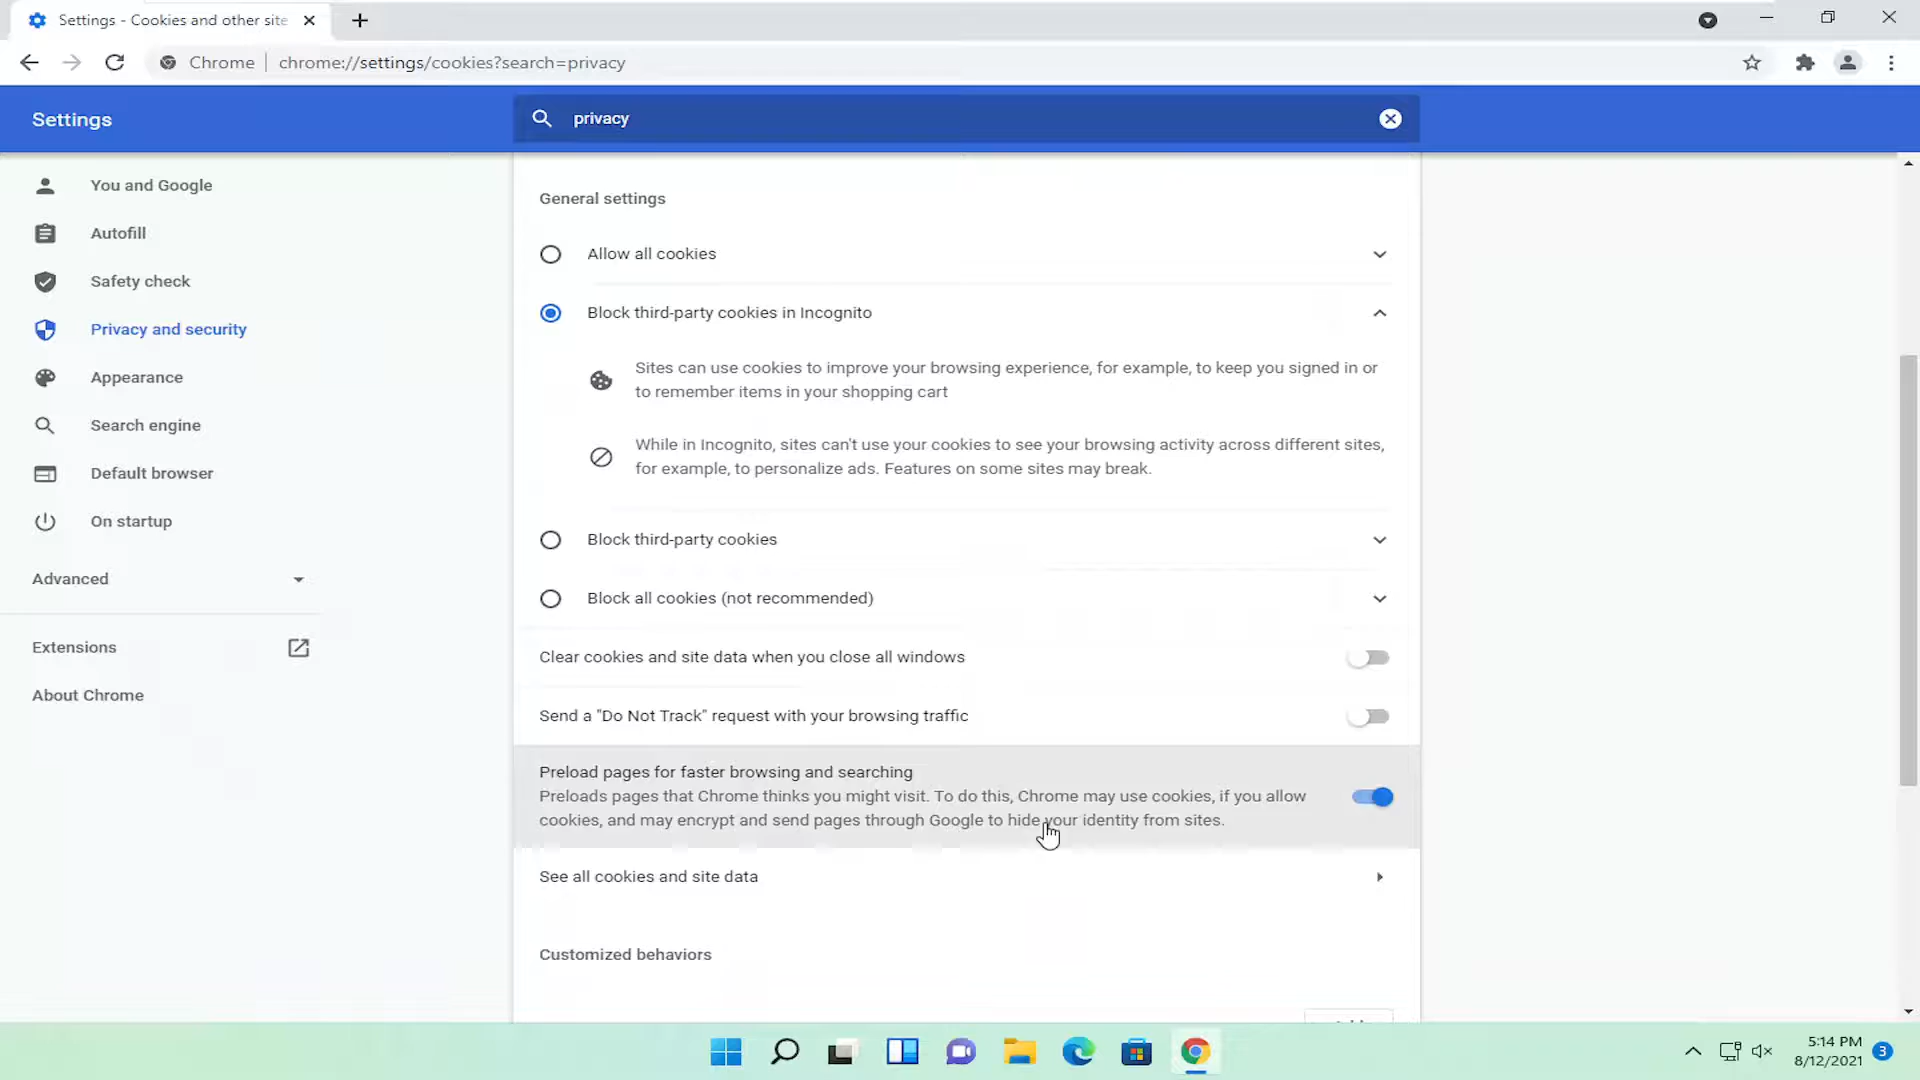 Settings - Cookies and other site
Chrome
chrome://settings/cookies?search=privacy
Settings
privacy
You and Google
Autofill
Safety check
Privacy and security
Appearance
Search engine
Default browser
On startup
Advanced
Extensions
About Chrome
General settings
Allow all cookies
Block third-party cookies in Incognito
Sites can use cookies to improve your browsing experience, for example, to keep you signed in or
to remember items in your shopping cart
While in Incognito, sites can't use your cookies to see your browsing activity across different sites,
for example, to personalize ads. Features on some sites may break.
Block third-party cookies
Block all cookies (not recommended)
Clear cookies and site data when you close all windows
Send a "Do Not Track" request with your browsing traffic
Preload pages for faster browsing and searching
Preloads pages that Chrome thinks you might visit. To do this, Chrome may use cookies, if you allow
cookies, and may encrypt and send pages through Google to hide your identity from sites.
See all cookies and site data
Customized behaviors
5:14 PM
8/12/2021
3